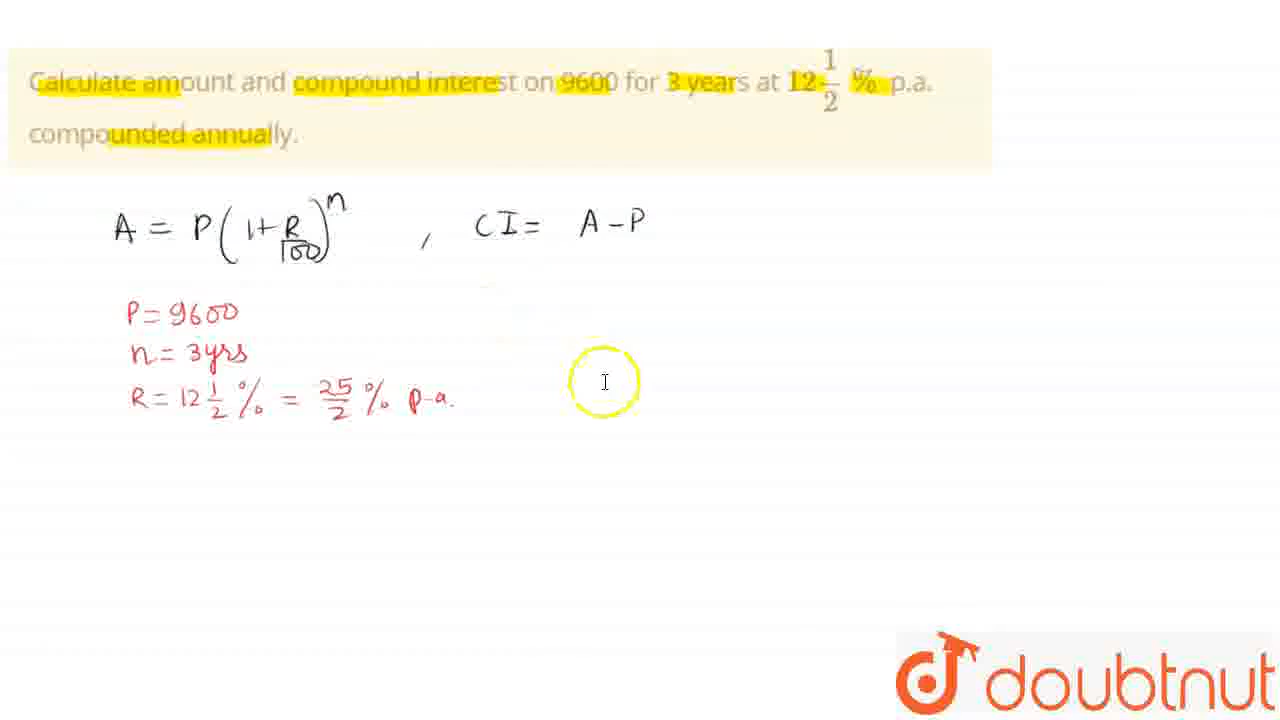 Calculate amount and compound interest on 9600 for 3 years at 12 1/2 % p.a.
compounded annually.
A = P(1+R/100)^n , CI = A-P
P = 9600
n = 3yrs
R = 12 1/2 % = 25/2 % p-a.
doubtnut